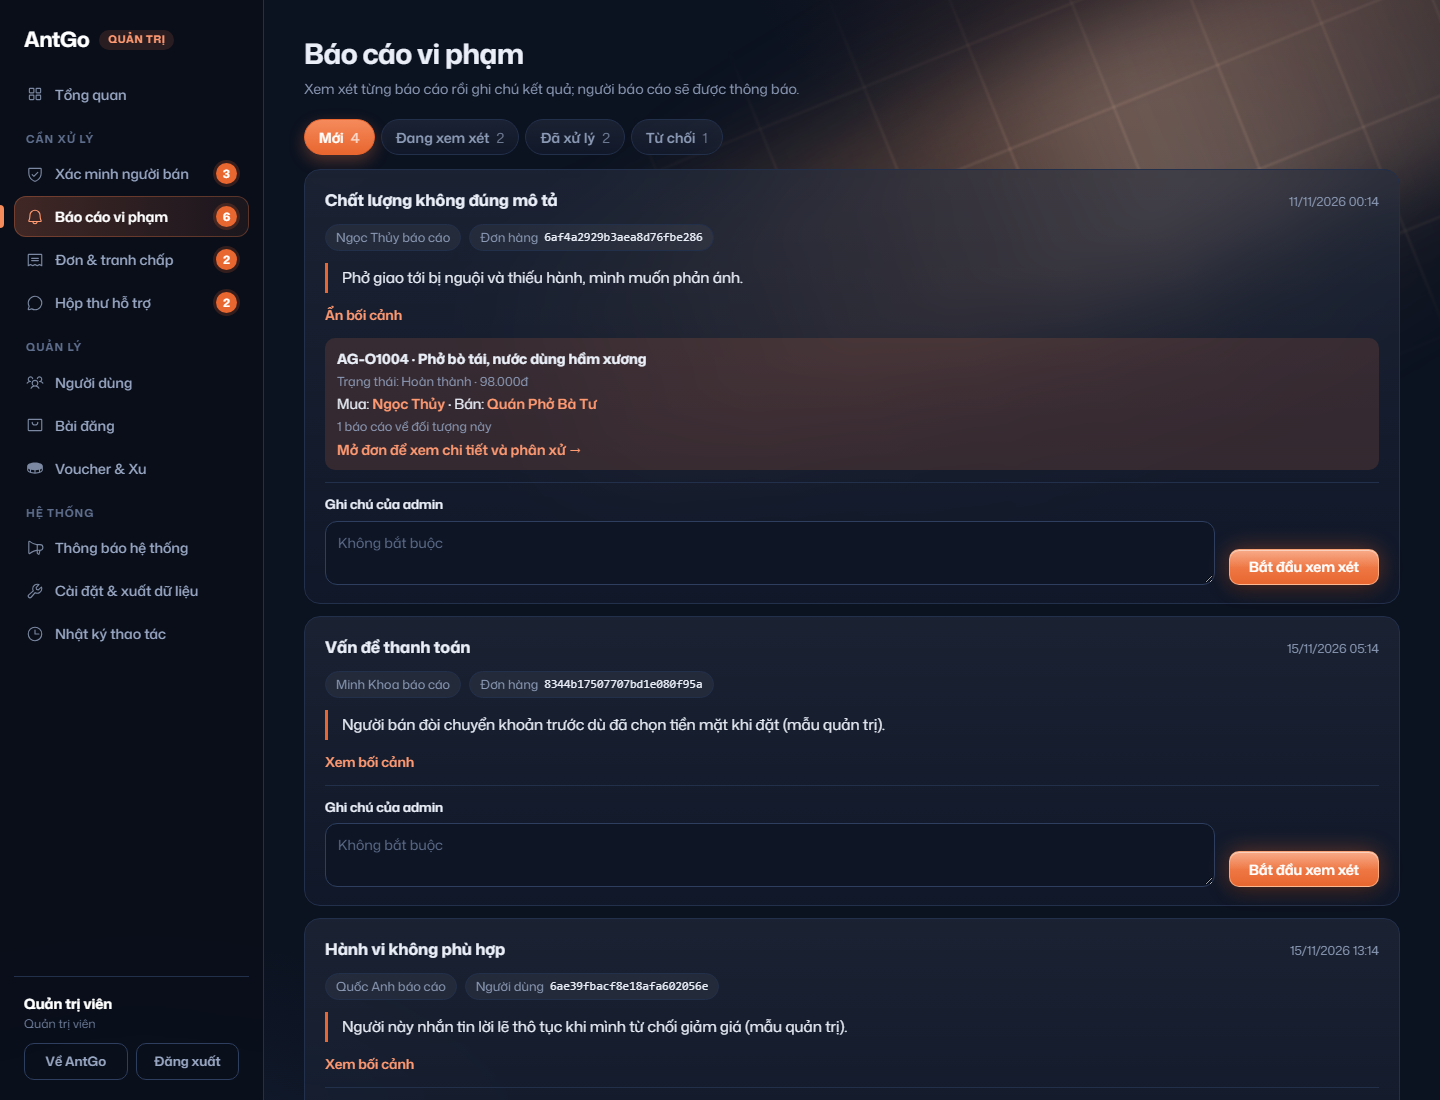 AntGo QUẢN TRỊ
Tổng quan
CẦN XỬ LÝ
Xác minh người bán 3
Báo cáo vi phạm 6
Đơn & tranh chấp 2
Hộp thư hỗ trợ 2
QUẢN LÝ
Người dùng
Bài đăng
Voucher & Xu
HỆ THỐNG
Thông báo hệ thống
Cài đặt & xuất dữ liệu
Nhật ký thao tác
Quản trị viên
Quản trị viên
Về AntGo Đăng xuất
Báo cáo vi phạm
Xem xét từng báo cáo rồi ghi chú kết quả; người báo cáo sẽ được thông báo.
Mới 4 Đang xem xét 2 Đã xử lý 2 Từ chối 1
Chất lượng không đúng mô tả 11/11/2026 00:14
Ngọc Thủy báo cáo Đơn hàng 6af4a2929b3aea8d76fbe286
Phở giao tới bị nguội và thiếu hành, mình muốn phản ánh.
Ẩn bối cảnh
AG-O1004 · Phở bò tái, nước dùng hầm xương
Trạng thái: Hoàn thành · 98.000đ
Mua: Ngọc Thủy · Bán: Quán Phở Bà Tư
1 báo cáo về đối tượng này
Mở đơn để xem chi tiết và phân xử →
Ghi chú của admin
Không bắt buộc
Bắt đầu xem xét
Vấn đề thanh toán 15/11/2026 05:14
Minh Khoa báo cáo Đơn hàng 8344b17507707bd1e080f95a
Người bán đòi chuyển khoản trước dù đã chọn tiền mặt khi đặt (mẫu quản trị).
Xem bối cảnh
Ghi chú của admin
Không bắt buộc
Bắt đầu xem xét
Hành vi không phù hợp 15/11/2026 13:14
Quốc Anh báo cáo Người dùng 6ae39fbacf8e18afa602056e
Người này nhắn tin lời lẽ thô tục khi mình từ chối giảm giá (mẫu quản trị).
Xem bối cảnh